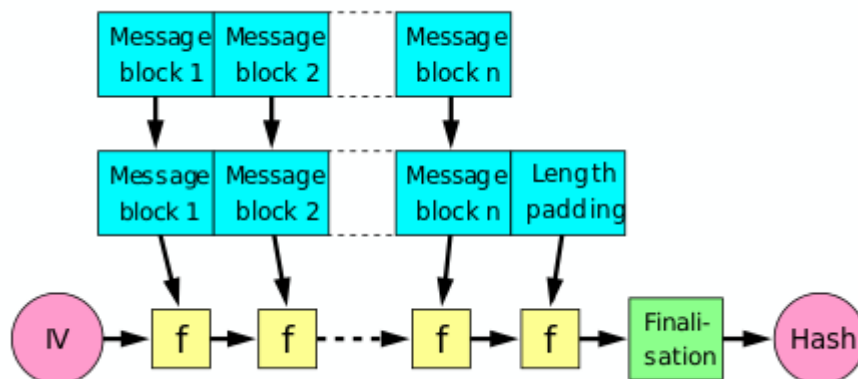 Message Message Message
block 1 block 2 block n
Message Message Message Length
block 1 block 2 block n padding
IV f f f f Finali- Hash
sation